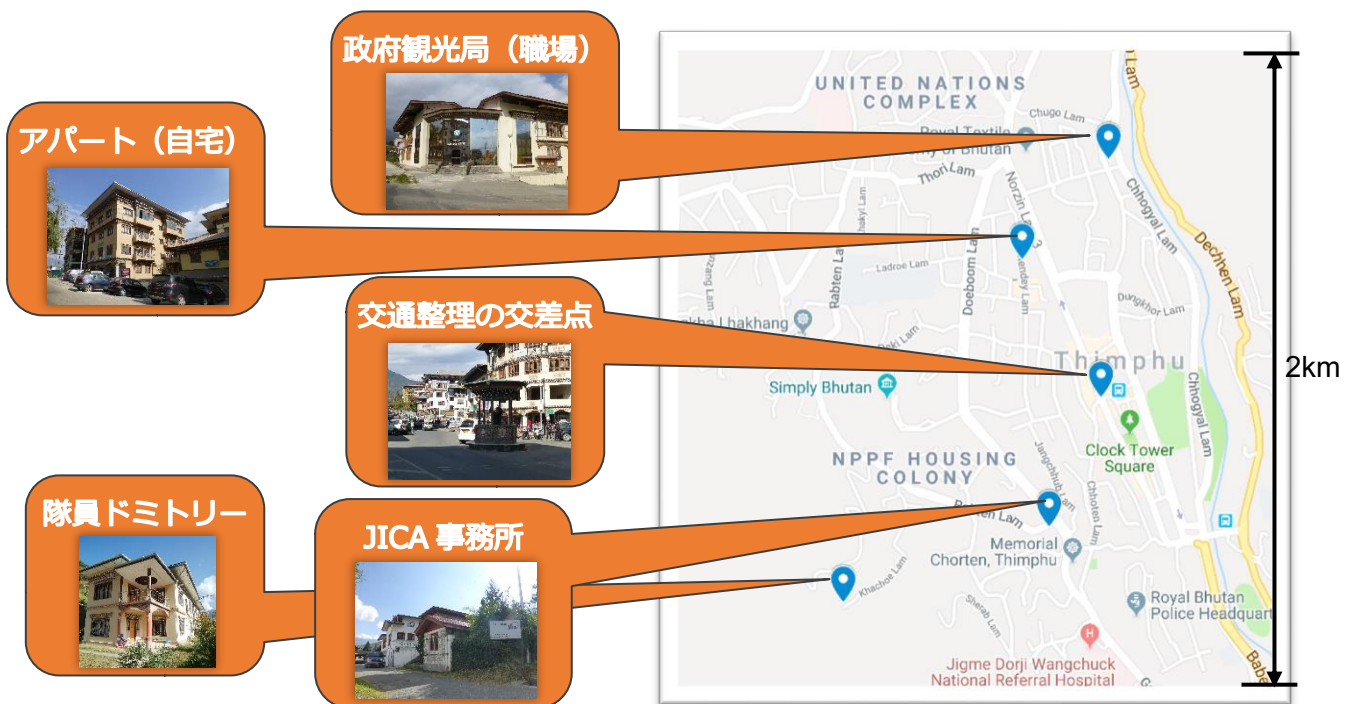 政府観光局（職場）
アパート（自宅）
交通整理の交差点
隊員ドミトリー
JICA 事務所
2km
UNITED NATIONS
COMPLEX
Chugo Lam
Royal Textile
of Bhutan
Thori Lam
Norzin
Chhogyal Lam
Dechhen Lam
Rabten
Ladroe Lam
Doeboom Lam
Dungkhor Lam
Lhakhang
Thimphu
Simply Bhutan
Chhogyal Lam
Clock Tower
Square
NPPF HOUSING
COLONY
Jangchhub Lam
Chhoten Lam
Lam
Memorial
Chorten, Thimphu
Khachoe Lam
Shelab Lam
Royal Bhutan
Police Headquart
Jigme Dorji Wangchuck
National Referral Hospital